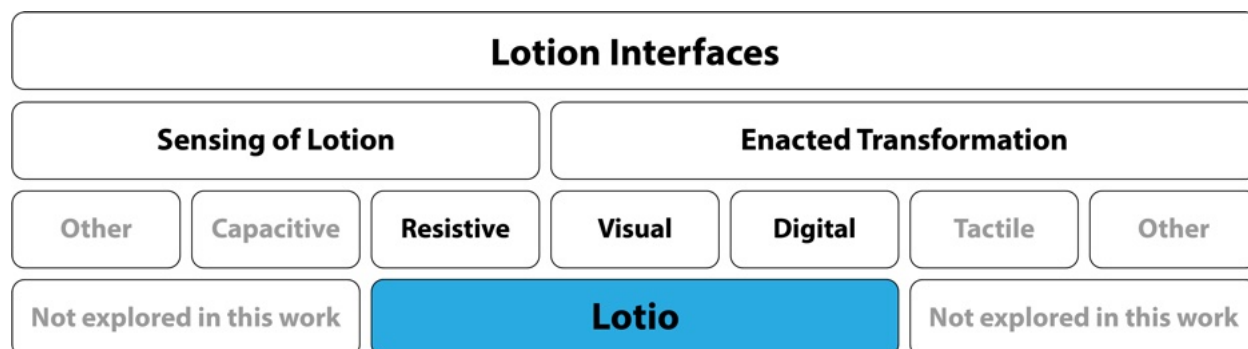 Lotion Interfaces
Sensing of Lotion
Enacted Transformation
Other
Capacitive
Resistive
Visual
Digital
Tactile
Other
Not explored in this work
Lotio
Not explored in this work